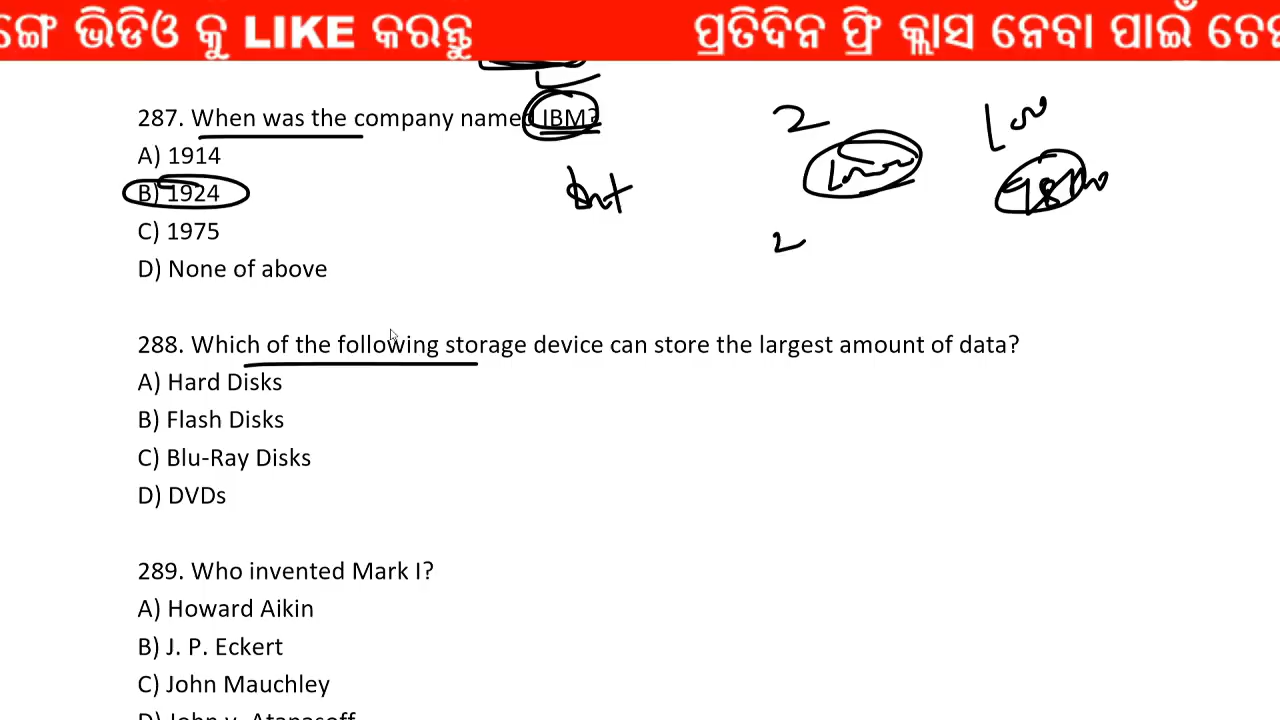 ଙ୍ଗେ ଭିଡିଓ କୁ LIKE କରନ୍ତୁ ପ୍ରତିଦିନ ଫ୍ରି କ୍ଲାସ ନେବା ପାଇଁ
287. When was the company named IBM?
A) 1914
B) 1924
C) 1975
D) None of above
288. Which of the following storage device can store the largest amount of data?
A) Hard Disks
B) Flash Disks
C) Blu-Ray Disks
D) DVDs
289. Who invented Mark I?
A) Howard Aikin
B) J. P. Eckert
C) John Mauchley
D) John v. Atanasoff